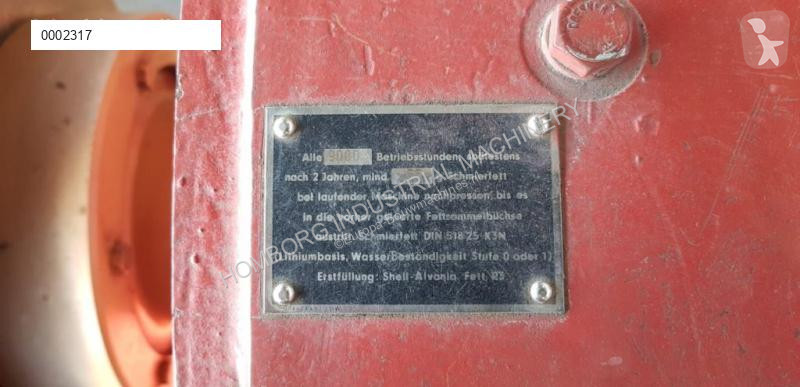 0002317
Alle 3000 Betriebsstunden, spätestens
nach 2 Jahren, mind. Schmierfett
bei laufender Maschine nachpressen, bis es
in die vorher geleerte Fettsammelbüchse
austritt. Schmierfett DIN 51825-K3N
(Lithiumbasis, Wasserbeständigkeit Stufe 0 oder 1)
Erstfüllung: Shell-Alvania Fett R3
HOVBORG INDUSTRIAL MACHINERY